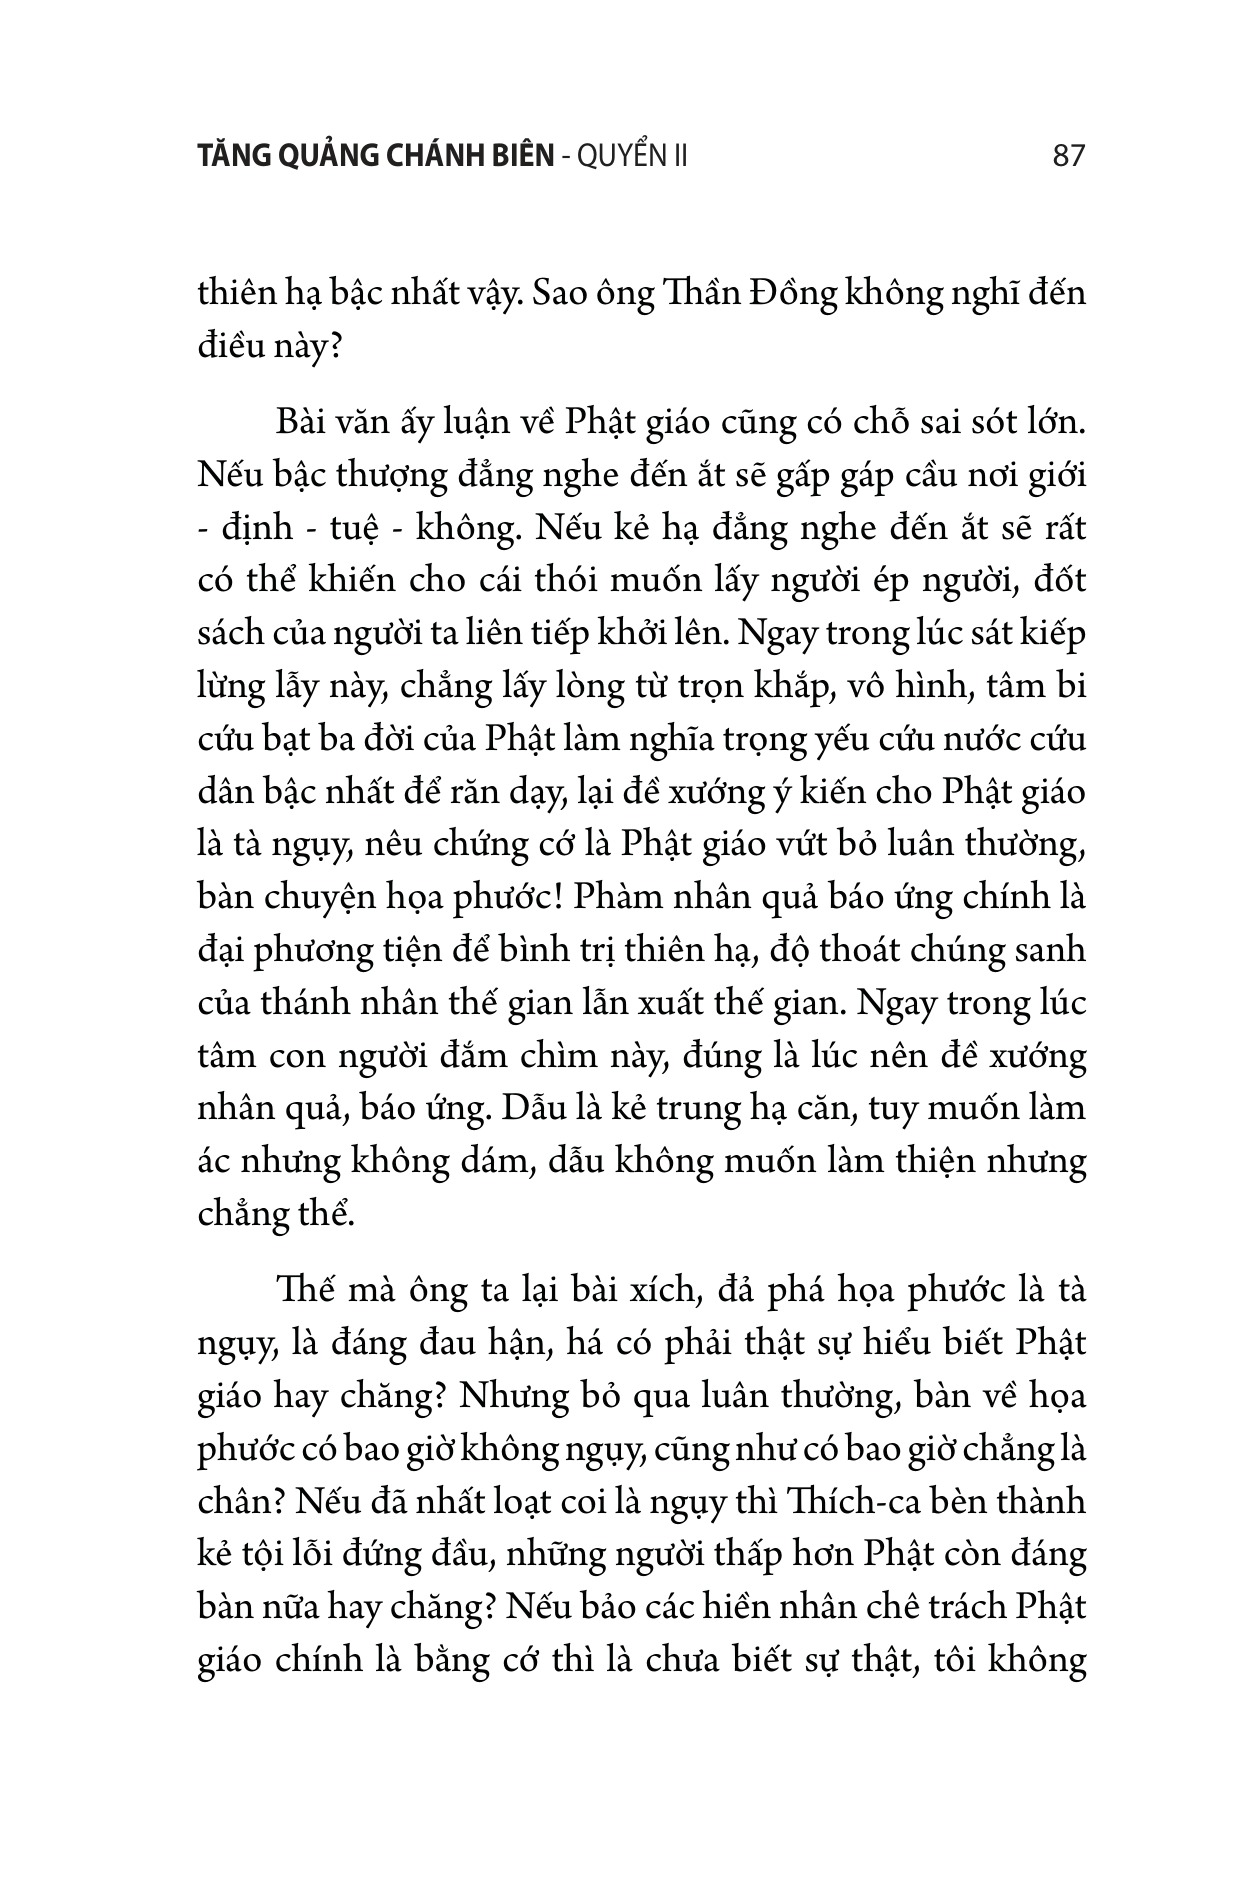 TĂNG QUẢNG CHÁNH BIÊN - QUYỂN II 87
thiên hạ bậc nhất vậy. Sao ông Thần Đồng không nghĩ đến
điều này?
Bài văn ấy luận về Phật giáo cũng có chỗ sai sót lớn.
Nếu bậc thượng đẳng nghe đến ắt sẽ gấp gáp cầu nơi giới
- định - tuệ - không. Nếu kẻ hạ đẳng nghe đến ắt sẽ rất
có thể khiến cho cái thói muốn lấy người ép người, đốt
sách của người ta liên tiếp khởi lên. Ngay trong lúc sát kiếp
lừng lẫy này, chẳng lấy lòng từ trọn khắp, vô hình, tâm bi
cứu bạt ba đời của Phật làm nghĩa trọng yếu cứu nước cứu
dân bậc nhất để răn dạy, lại đề xướng ý kiến cho Phật giáo
là tà ngụy, nêu chứng cớ là Phật giáo vứt bỏ luân thường,
bàn chuyện họa phước! Phàm nhân quả báo ứng chính là
đại phương tiện để bình trị thiên hạ, độ thoát chúng sanh
của thánh nhân thế gian lẫn xuất thế gian. Ngay trong lúc
tâm con người đắm chìm này, đúng là lúc nên đề xướng
nhân quả, báo ứng. Dẫu là kẻ trung hạ căn, tuy muốn làm
ác nhưng không dám, dẫu không muốn làm thiện nhưng
chẳng thể.
Thế mà ông ta lại bài xích, đả phá họa phước là tà
ngụy, là đáng đau hận, há có phải thật sự hiểu biết Phật
giáo hay chăng? Nhưng bỏ qua luân thường, bàn về họa
phước có bao giờ không ngụy, cũng như có bao giờ chẳng là
chân? Nếu đã nhất loạt coi là ngụy thì Thích-ca bèn thành
kẻ tội lỗi đứng đầu, những người thấp hơn Phật còn đáng
bàn nữa hay chăng? Nếu bảo các hiền nhân chê trách Phật
giáo chính là bằng cớ thì là chưa biết sự thật, tôi không